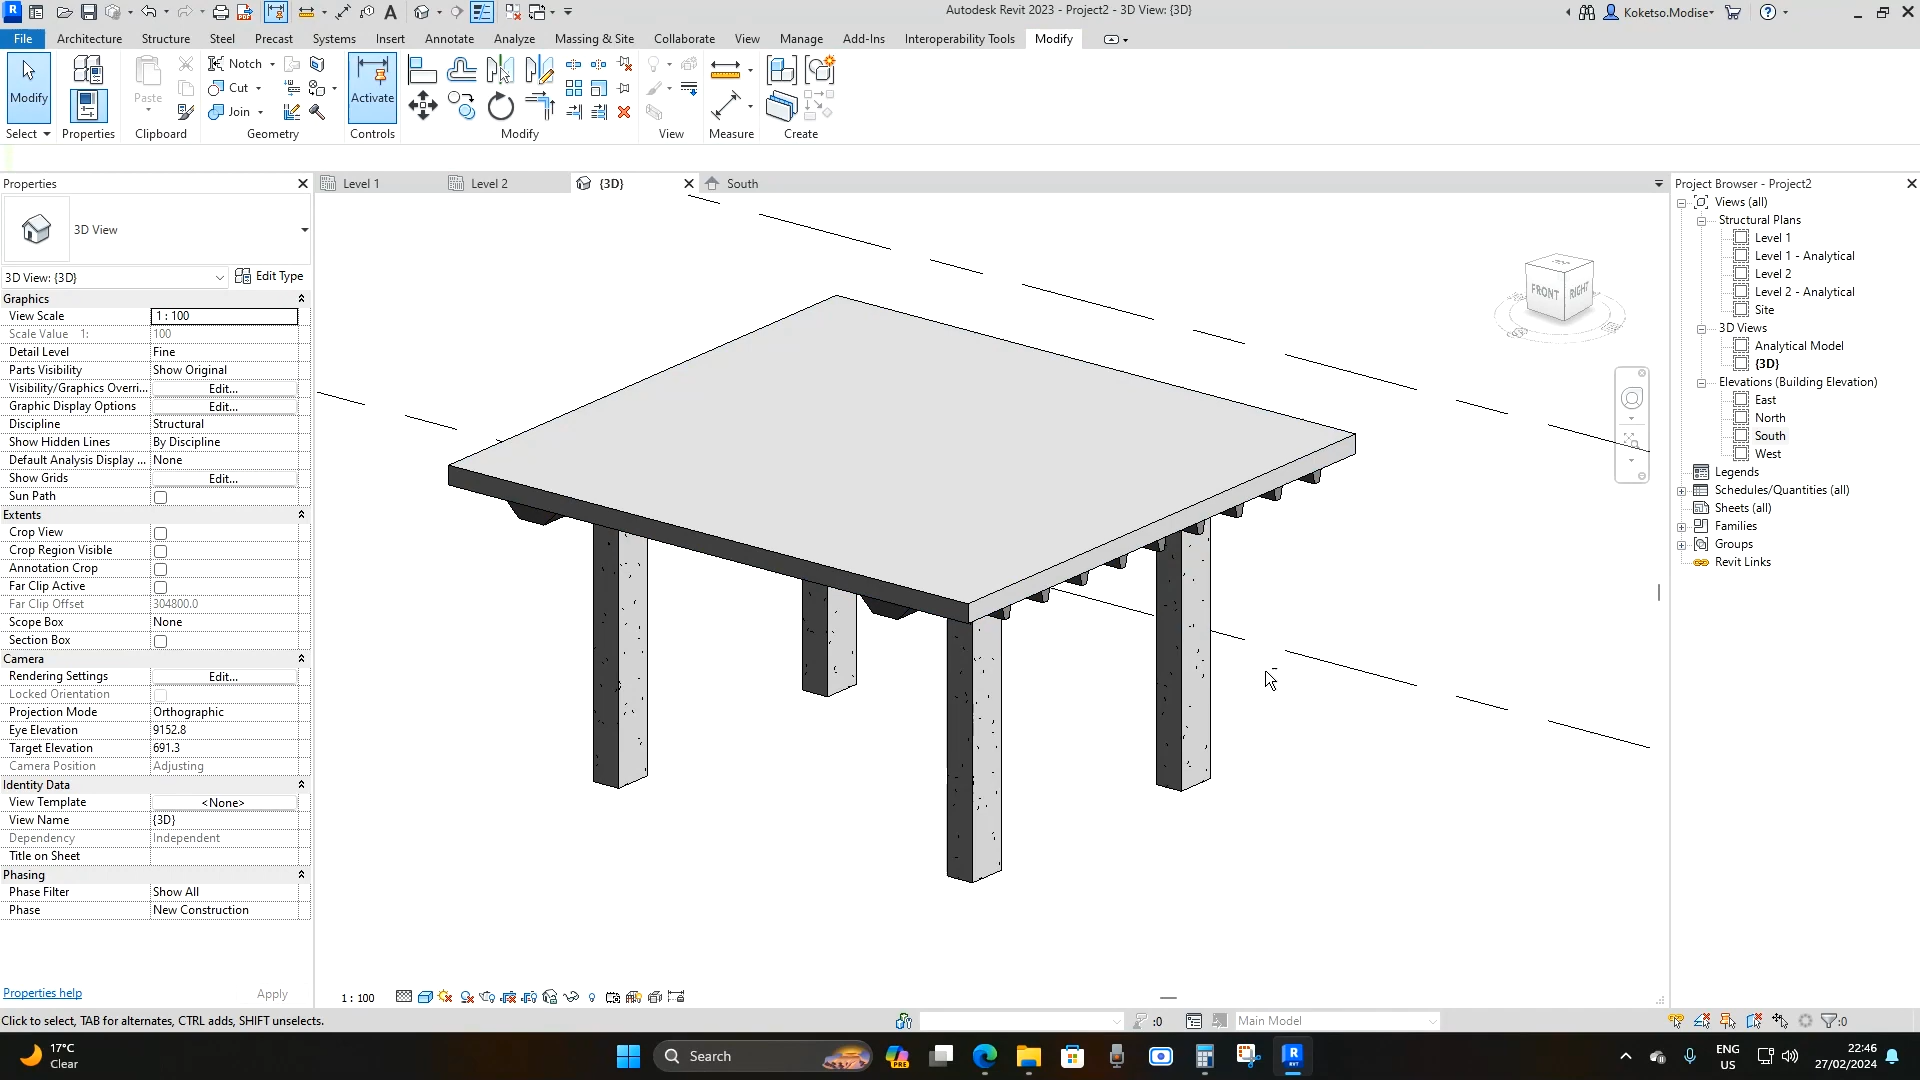 Autodesk Revit 2023 - Project2 - 3D View: {3D}
Koketso.Modise
File Architecture Structure Steel Precast Systems Insert Annotate Analyze Massing & Site Collaborate View Manage Add-Ins Interoperability Tools Modify
Modify
Paste
Notch
Cut
Join
Activate
Select Properties Clipboard Geometry Controls Modify View Measure Create
Properties
Level 1
Level 2
{3D}
South
Project Browser - Project2
3D View
3D View: {3D}
Edit Type
Graphics
View Scale 1 : 100
Scale Value 1: 100
Detail Level Fine
Parts Visibility Show Original
Visibility/Graphics Overri... Edit...
Graphic Display Options Edit...
Discipline Structural
Show Hidden Lines By Discipline
Default Analysis Display ... None
Show Grids Edit...
Sun Path
Extents
Crop View
Crop Region Visible
Annotation Crop
Far Clip Active
Far Clip Offset 304800.0
Scope Box None
Section Box
Camera
Rendering Settings Edit...
Locked Orientation
Projection Mode Orthographic
Eye Elevation 9152.8
Target Elevation 691.3
Camera Position Adjusting
Identity Data
View Template <None>
View Name {3D}
Dependency Independent
Title on Sheet
Phasing
Phase Filter Show All
Phase New Construction
Properties help
Apply
FRONT
RIGHT
Views (all)
Structural Plans
Level 1
Level 1 - Analytical
Level 2
Level 2 - Analytical
Site
3D Views
Analytical Model
{3D}
Elevations (Building Elevation)
East
North
South
West
Legends
Schedules/Quantities (all)
Sheets (all)
Families
Groups
Revit Links
1 : 100
Click to select, TAB for alternates, CTRL adds, SHIFT unselects.
:0
Main Model
:0
17°C
Clear
Search
PRE
ENG
US
22:46
27/02/2024